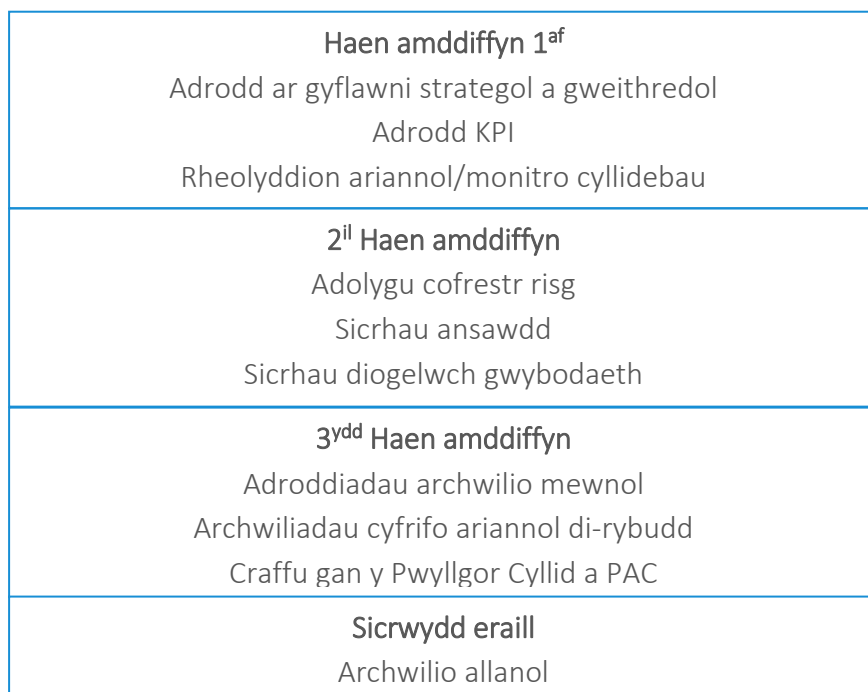 Haen amddiffyn 1af
Adrodd ar gyflawni strategol a gweithredol
Adrodd KPI
Rheolyddion ariannol/monitro cyllidebau
2il Haen amddiffyn
Adolygu cofrestr risg
Sicrhau ansawdd
Sicrhau diogelwch gwybodaeth
3ydd Haen amddiffyn
Adroddiadau archwilio mewnol
Archwiliadau cyfrifo ariannol di-rybudd
Craffu gan y Pwyllgor Cyllid a PAC
Sicrwydd eraill
Archwilio allanol